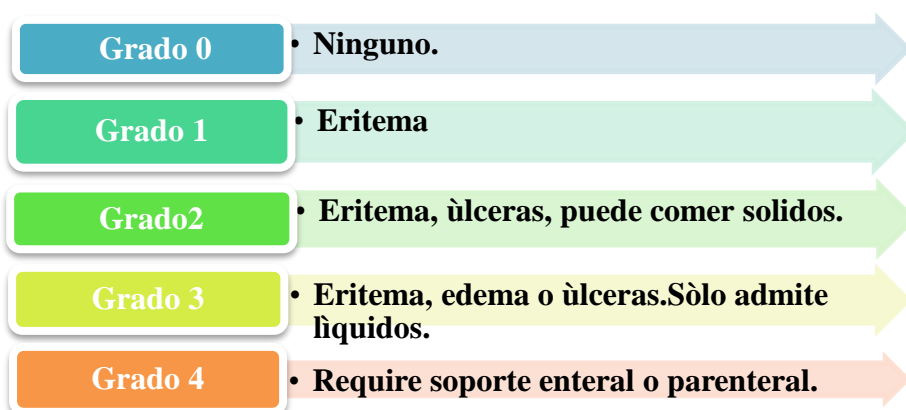 Grado 0
• Ninguno.
Grado 1
• Eritema
Grado2
• Eritema, ùlceras, puede comer solidos.
Grado 3
• Eritema, edema o ùlceras.Sòlo admite
lìquidos.
Grado 4
• Require soporte enteral o parenteral.